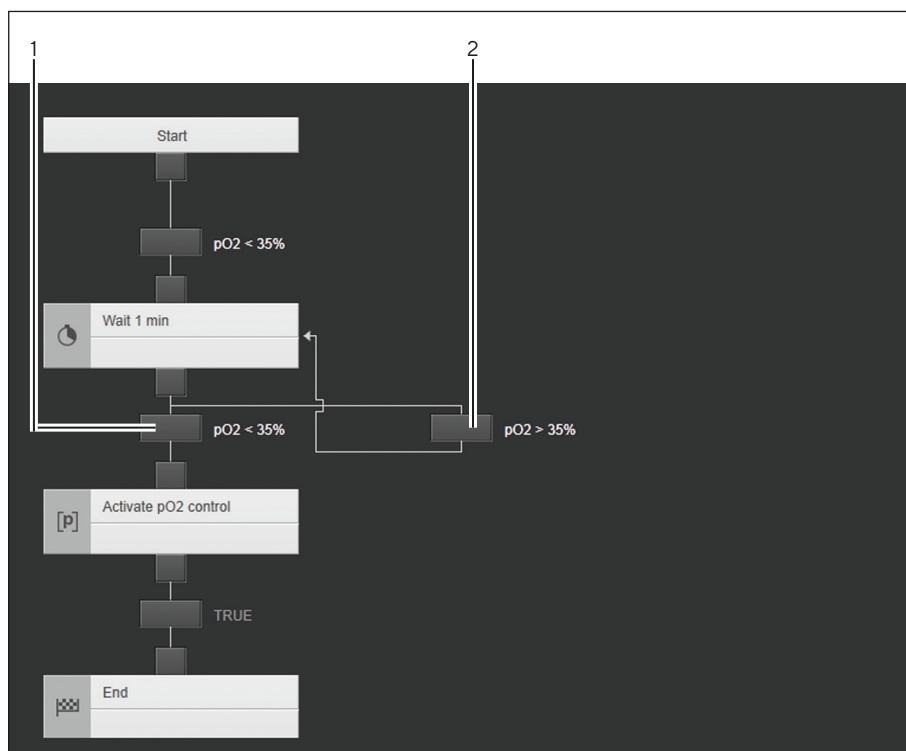 1 2
Start
pO2 < 35%
Wait 1 min
pO2 < 35% pO2 > 35%
[p] Activate pO2 control
TRUE
End